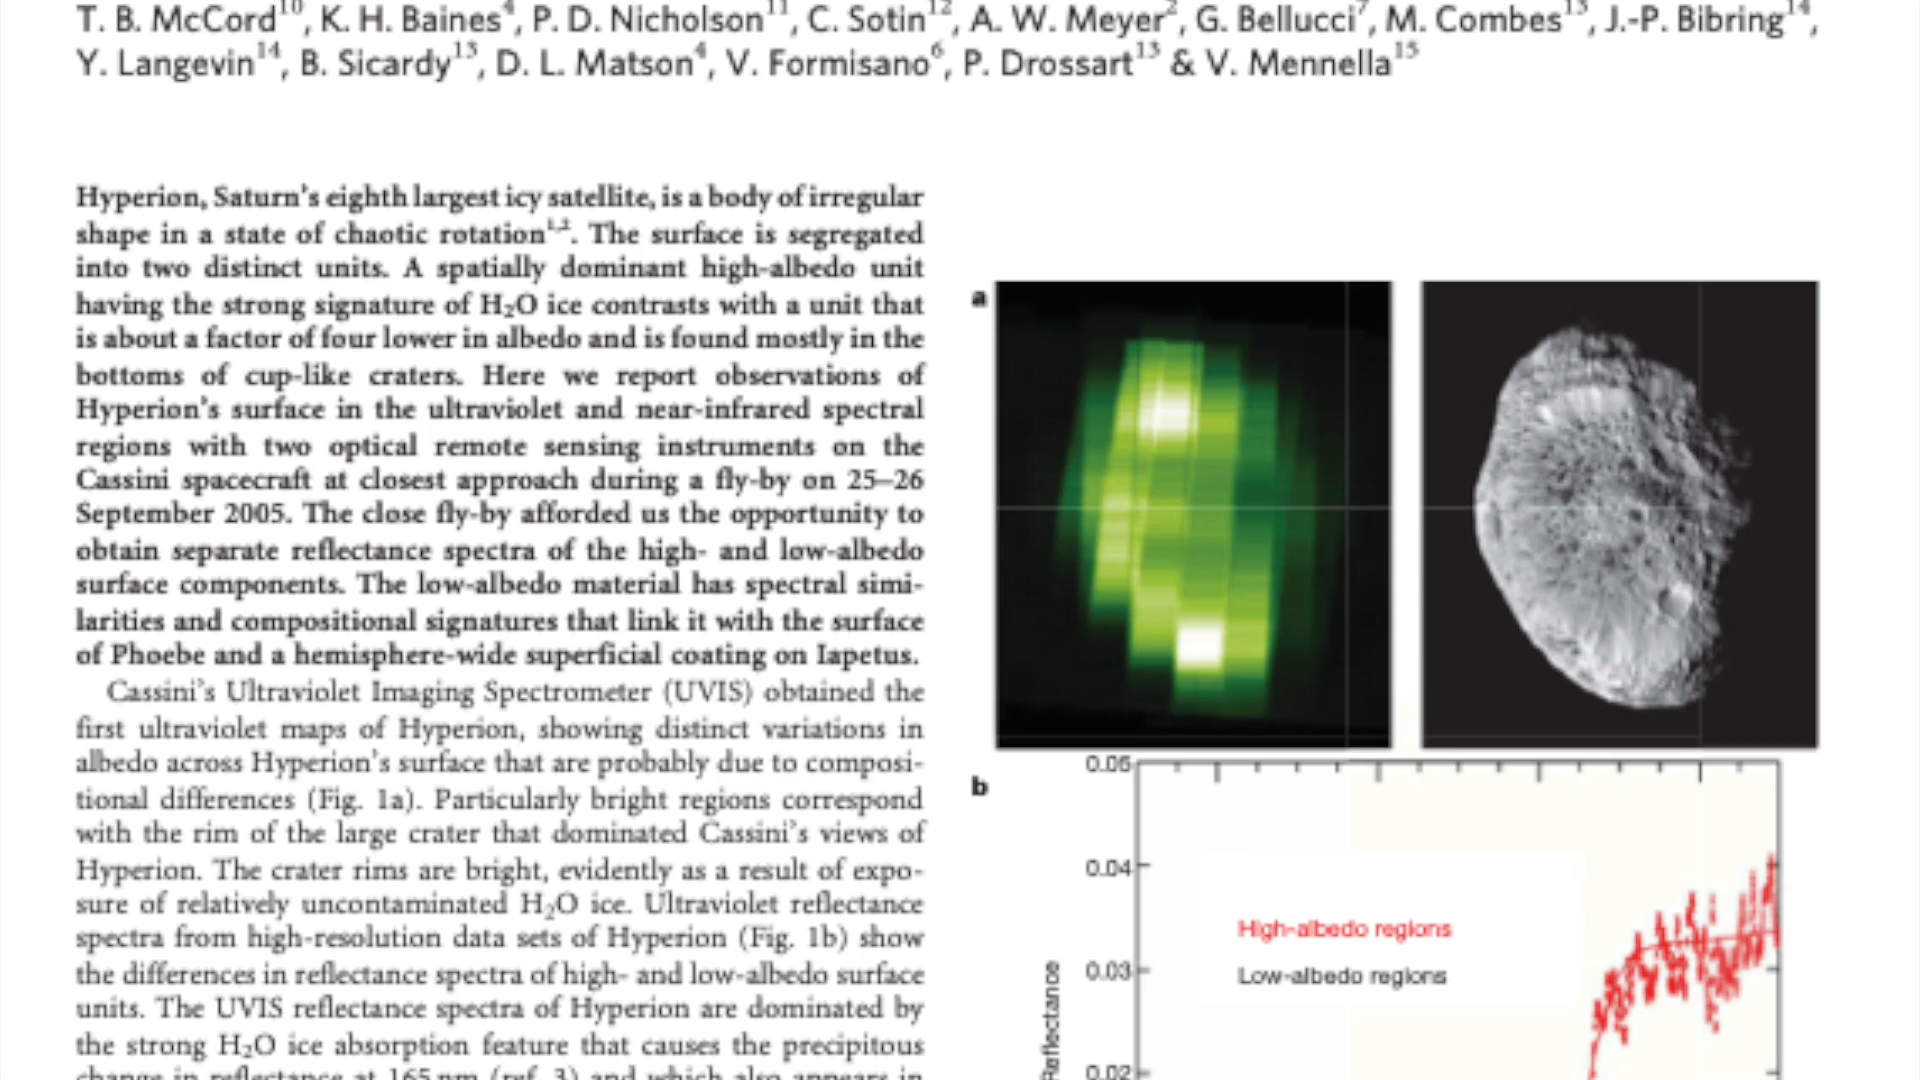 T. B. McCord¹⁰, K. H. Baines⁴, P. D. Nicholson¹¹, C. Sotin¹², A. W. Meyer², G. Bellucci⁷, M. Combes¹³, J.-P. Bibring¹⁴,
Y. Langevin¹⁴, B. Sicardy¹³, D. L. Matson⁴, V. Formisano⁶, P. Drossart¹³ & V. Mennella¹⁵
Hyperion, Saturn's eighth largest icy satellite, is a body of irregular
shape in a state of chaotic rotation¹,². The surface is segregated
into two distinct units. A spatially dominant high-albedo unit
having the strong signature of H₂O ice contrasts with a unit that
is about a factor of four lower in albedo and is found mostly in the
bottoms of cup-like craters. Here we report observations of
Hyperion's surface in the ultraviolet and near-infrared spectral
regions with two optical remote sensing instruments on the
Cassini spacecraft at closest approach during a fly-by on 25–26
September 2005. The close fly-by afforded us the opportunity to
obtain separate reflectance spectra of the high- and low-albedo
surface components. The low-albedo material has spectral simi-
larities and compositional signatures that link it with the surface
of Phoebe and a hemisphere-wide superficial coating on Iapetus.
Cassini's Ultraviolet Imaging Spectrometer (UVIS) obtained the
first ultraviolet maps of Hyperion, showing distinct variations in
albedo across Hyperion's surface that are probably due to composi-
tional differences (Fig. 1a). Particularly bright regions correspond
with the rim of the large crater that dominated Cassini's views of
Hyperion. The crater rims are bright, evidently as a result of expo-
sure of relatively uncontaminated H₂O ice. Ultraviolet reflectance
spectra from high-resolution data sets of Hyperion (Fig. 1b) show
the differences in reflectance spectra of high- and low-albedo surface
units. The UVIS reflectance spectra of Hyperion are dominated by
the strong H₂O ice absorption feature that causes the precipitous
change in reflectance at 165 nm (ref. 3) and which also appears in
a
b
0.05
0.04
0.03
0.02
Reflectance
High-albedo regions
Low-albedo regions